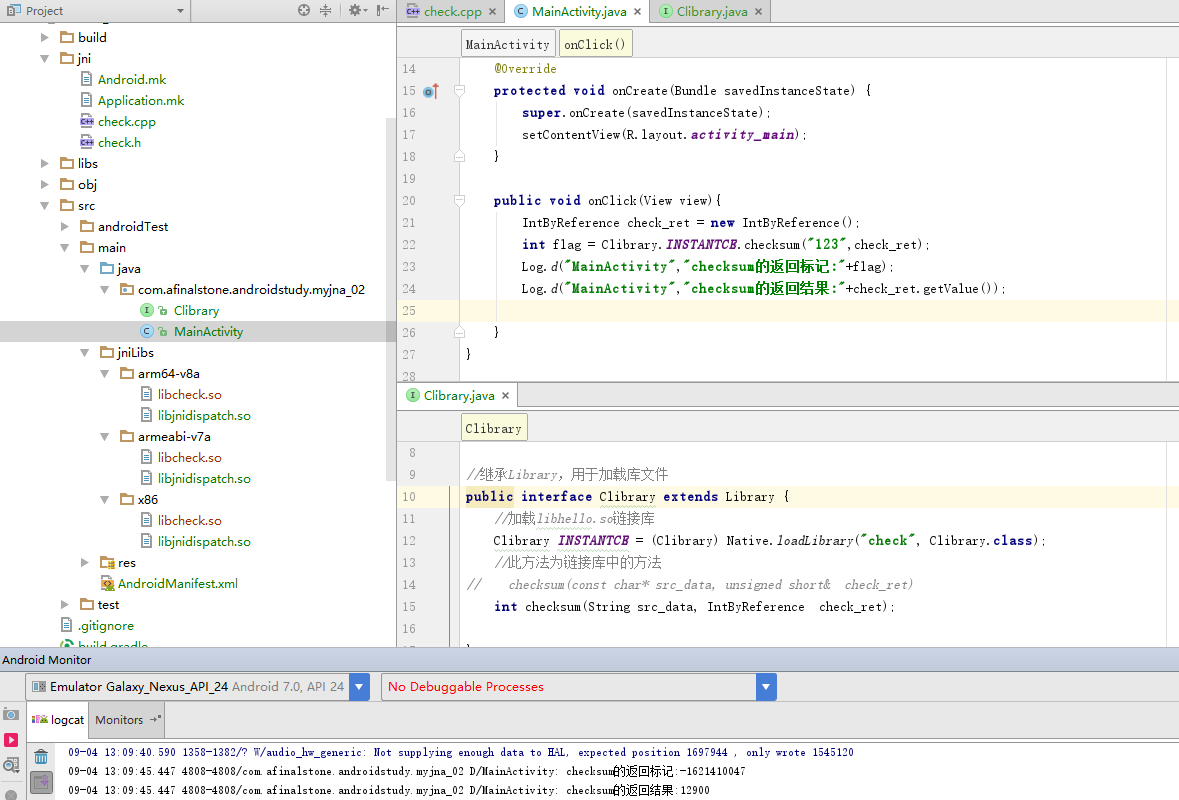 Project
check.cpp
MainActivity.java
Clibrary.java
build
jni
Android.mk
Application.mk
check.cpp
check.h
libs
obj
src
androidTest
main
java
com.afinalstone.androidstudy.myjna_02
Clibrary
MainActivity
jniLibs
arm64-v8a
libcheck.so
libjnidispatch.so
armeabi-v7a
libcheck.so
libjnidispatch.so
x86
libcheck.so
libjnidispatch.so
res
AndroidManifest.xml
test
.gitignore
build.gradle
MainActivity onClick()
14 @Override
15 protected void onCreate(Bundle savedInstanceState) {
16 super.onCreate(savedInstanceState);
17 setContentView(R.layout.activity_main);
18 }
19
20 public void onClick(View view){
21 IntByReference check_ret = new IntByReference();
22 int flag = Clibrary.INSTANTCE.checksum("123",check_ret);
23 Log.d("MainActivity","checksum的返回标记:"+flag);
24 Log.d("MainActivity","checksum的返回结果:"+check_ret.getValue());
25
26 }
27 }
28
Clibrary.java
Clibrary
8
9 //继承Library，用于加载库文件
10 public interface Clibrary extends Library {
11 //加载libhello.so链接库
12 Clibrary INSTANTCE = (Clibrary) Native.loadLibrary("check", Clibrary.class);
13 //此方法为链接库中的方法
14 // checksum(const char* src_data, unsigned short& check_ret)
15 int checksum(String src_data, IntByReference check_ret);
16
Android Monitor
Emulator Galaxy_Nexus_API_24 Android 7.0, API 24
No Debuggable Processes
logcat
Monitors
09-04 13:09:40.590 1358-1382/? W/audio_hw_generic: Not supplying enough data to HAL, expected position 1697944 , only wrote 1545120
09-04 13:09:45.447 4808-4808/com.afinalstone.androidstudy.myjna_02 D/MainActivity: checksum的返回标记:-1621410047
09-04 13:09:45.447 4808-4808/com.afinalstone.androidstudy.myjna_02 D/MainActivity: checksum的返回结果:12900